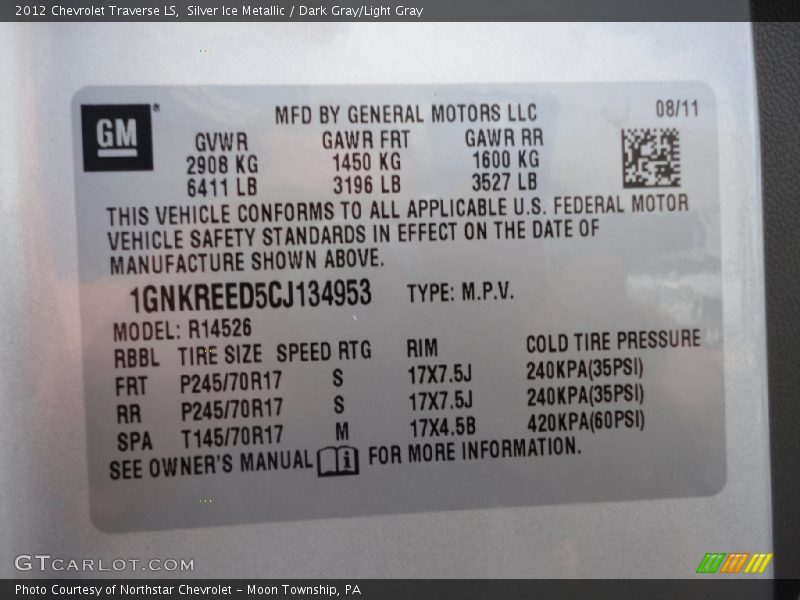 2012 Chevrolet Traverse LS, Silver Ice Metallic / Dark Gray/Light Gray
GM®
MFD BY GENERAL MOTORS LLC 08/11
GVWR GAWR FRT GAWR RR
2908 KG 1450 KG 1600 KG
6411 LB 3196 LB 3527 LB
THIS VEHICLE CONFORMS TO ALL APPLICABLE U.S. FEDERAL MOTOR
VEHICLE SAFETY STANDARDS IN EFFECT ON THE DATE OF
MANUFACTURE SHOWN ABOVE.
1GNKREED5CJ134953 TYPE: M.P.V.
MODEL: R14526
RBBL TIRE SIZE SPEED RTG RIM COLD TIRE PRESSURE
FRT P245/70R17 S 17X7.5J 240KPA(35PSI)
RR P245/70R17 S 17X7.5J 240KPA(35PSI)
SPA T145/70R17 M 17X4.5B 420KPA(60PSI)
SEE OWNER'S MANUAL i FOR MORE INFORMATION.
GTCARLOT.COM
Photo Courtesy of Northstar Chevrolet - Moon Township, PA